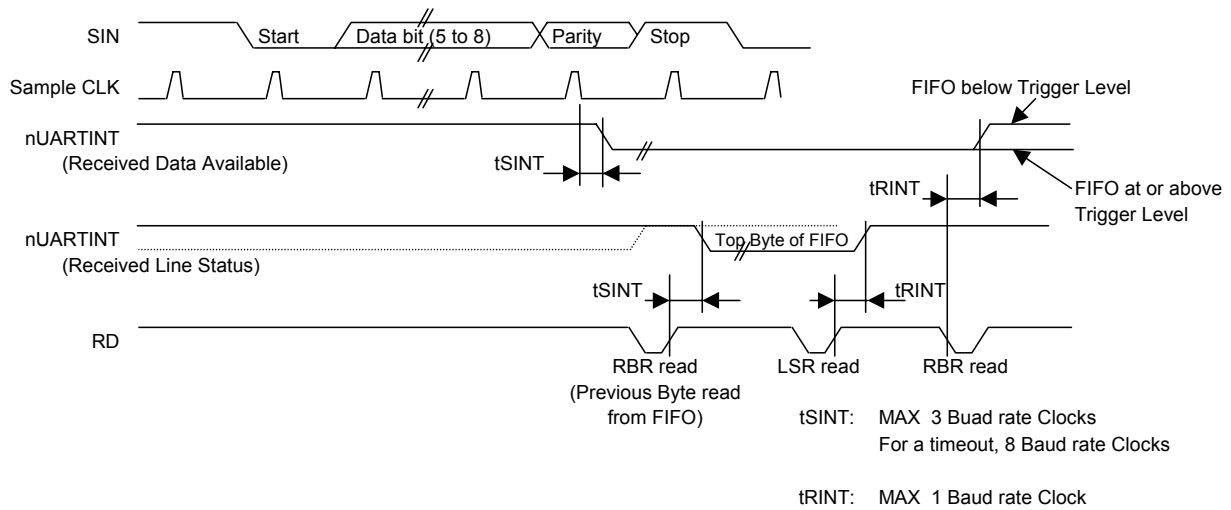 SIN
Start
Data bit (5 to 8)
Parity
Stop
Sample CLK
FIFO below Trigger Level
nUARTINT
(Received Data Available)
tSINT
tRINT
FIFO at or above
Trigger Level
nUARTINT
(Received Line Status)
Top Byte of FIFO
tSINT
tRINT
RD
RBR read
(Previous Byte read
from FIFO)
LSR read
RBR read
tSINT: MAX 3 Buad rate Clocks
For a timeout, 8 Baud rate Clocks
tRINT: MAX 1 Baud rate Clock